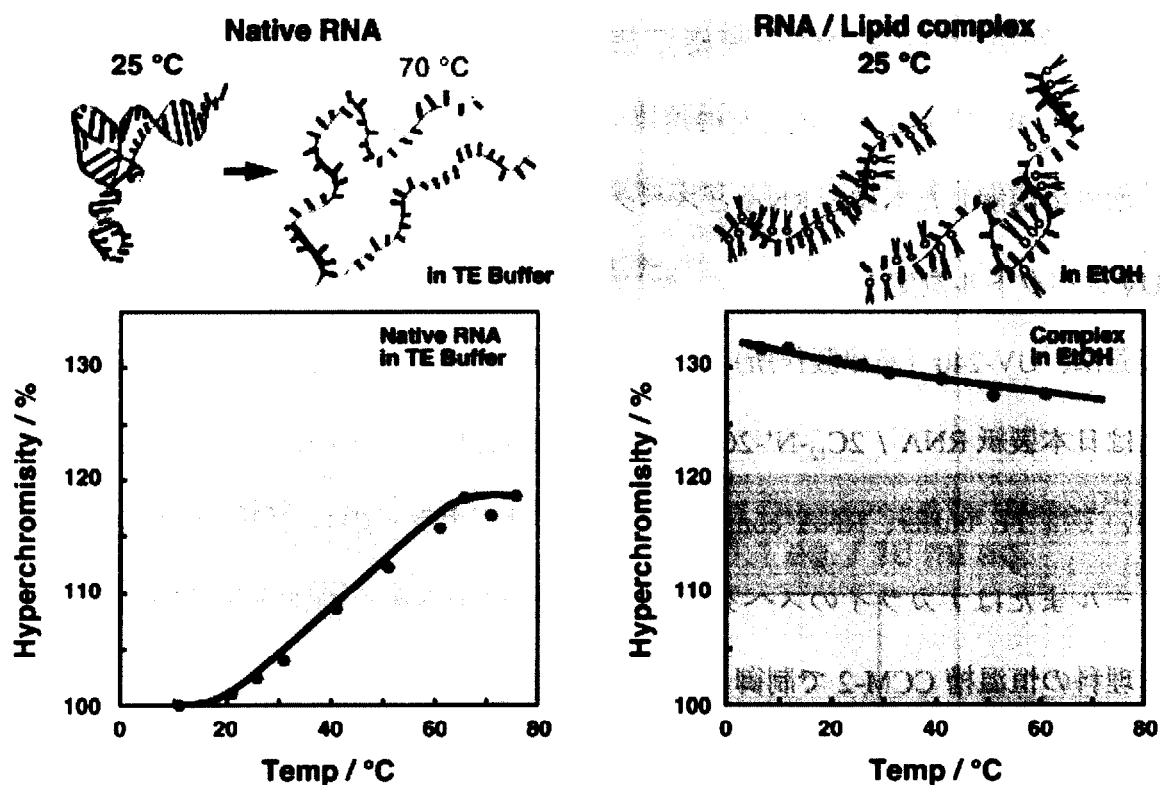 Native RNA
25 °C
70 °C
in TE Buffer
RNA / Lipid complex
25 °C
in EtOH
Native RNA
in TE Buffer
Hyperchromisity / %
130
120
110
100
0
20
40
60
80
Temp / °C
Complex
in EtOH
Hyperchromisity / %
130
120
110
100
0
20
40
60
80
Temp / °C